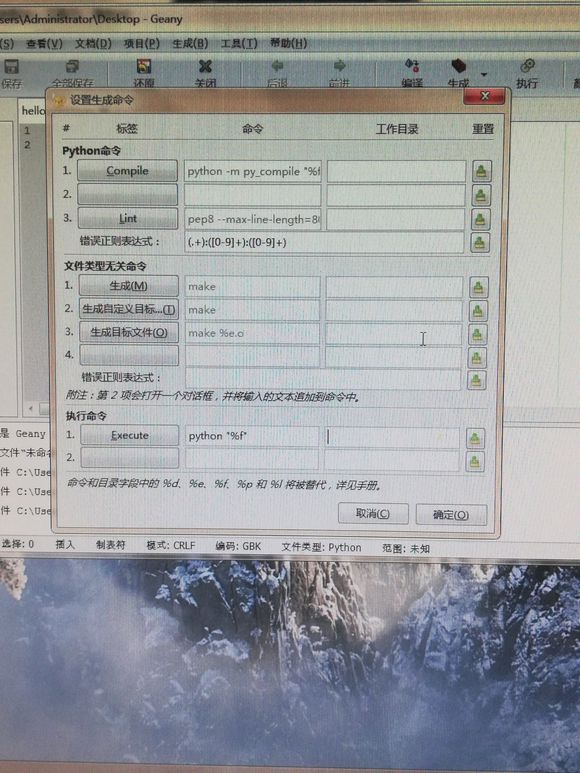 sers\Administrator\Desktop - Geany
(S) 查看(V) 文档(D) 项目(P) 生成(B) 工具(T) 帮助(H)
保存 全部保存 还原 关闭 后退 前进 编译 生成 执行
hello
设置生成命令
# 标签 命令 工作目录 重置
1
2
Python命令
1. Compile python -m py_compile "%f
2.
3. Lint pep8 --max-line-length=80
错误正则表达式： (.+):([0-9]+):([0-9]+)
文件类型无关命令
1. 生成(M) make
2. 生成自定义目标...(T) make
3. 生成目标文件(O) make %e.o
4.
错误正则表达式：
附注：第 2 项会打开一个对话框，并将输入的文本追加到命令中。
执行命令
1. Execute python "%f"
2.
命令和目录字段中的 %d、%e、%f、%p 和 %l 将被替代，详见手册。
取消(C) 确定(O)
是 Geany
文件"未命名
件 C:\Use
件 C:\Use
件 C:\Use
选择: 0 插入 制表符 模式: CRLF 编码: GBK 文件类型: Python 范围: 未知